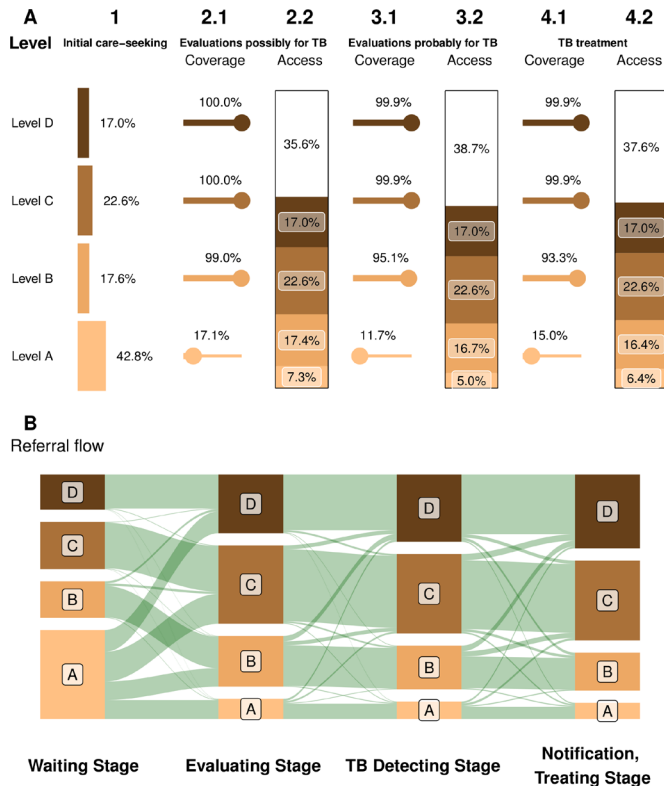 A 1 2.1 2.2 3.1 3.2 4.1 4.2
Level Initial care-seeking Evaluations possibly for TB Evaluations probably for TB TB treatment
Coverage Access Coverage Access Coverage Access
Level D 17.0% 100.0% 35.6% 99.9% 38.7% 99.9% 37.6%
Level C 22.6% 100.0% 17.0% 99.9% 17.0% 99.9% 17.0%
Level B 17.6% 99.0% 22.6% 95.1% 22.6% 93.3% 22.6%
Level A 42.8% 17.1% 17.4% 11.7% 16.7% 15.0% 16.4%
7.3% 5.0% 6.4%
B
Referral flow
D D D D
C C C C
B B B B
A A A A
Waiting Stage Evaluating Stage TB Detecting Stage Notification,
Treating Stage